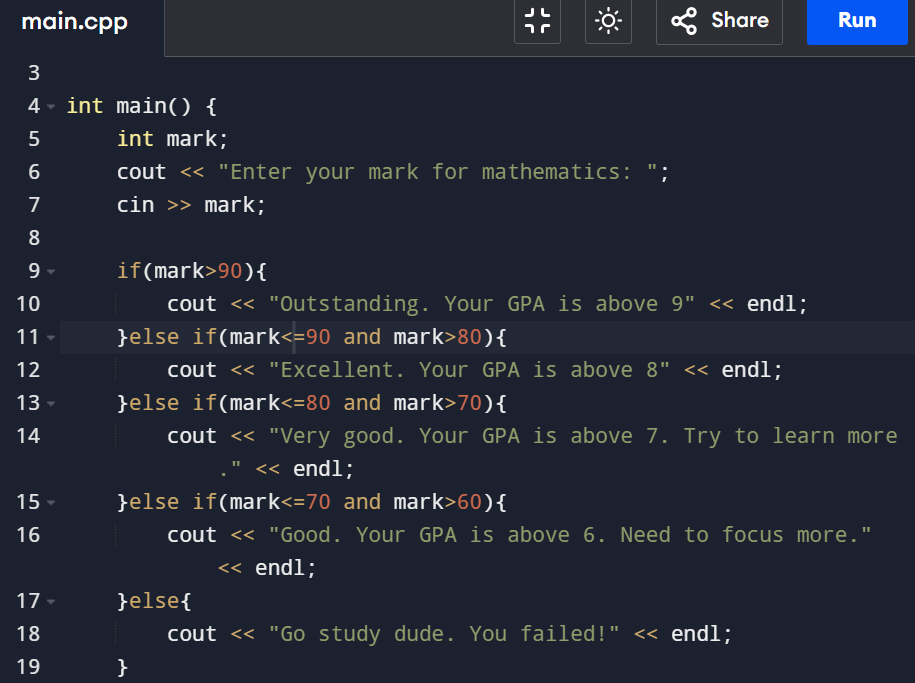 main.cpp
Share
Run
3
4 int main() {
5 int mark;
6 cout << "Enter your mark for mathematics: ";
7 cin >> mark;
8
9 if(mark>90){
10 cout << "Outstanding. Your GPA is above 9" << endl;
11 }else if(mark<=90 and mark>80){
12 cout << "Excellent. Your GPA is above 8" << endl;
13 }else if(mark<=80 and mark>70){
14 cout << "Very good. Your GPA is above 7. Try to learn more
." << endl;
15 }else if(mark<=70 and mark>60){
16 cout << "Good. Your GPA is above 6. Need to focus more."
<< endl;
17 }else{
18 cout << "Go study dude. You failed!" << endl;
19 }